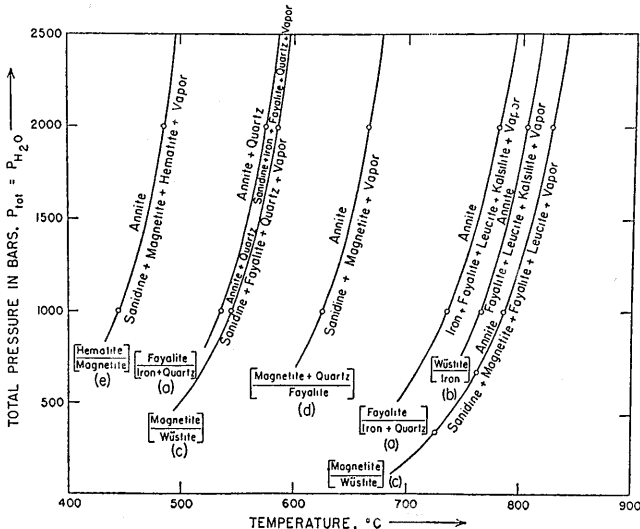 TOTAL PRESSURE IN BARS, Ptot = PH2O
2500
2000
1500
1000
500
400
500
600
700
800
900
TEMPERATURE, °C
Annite
Sanidine + Magnetite + Hematite + Vapor
Hematite
Magnetite
(e)
Annite + Quartz
Annite + Quartz
Sanidine + Iron + Fayalite + Quartz + Vapor
Sanidine + Fayalite + Quartz + Vapor
Fayalite
Iron+Quartz
(a)
Magnetite
Wüstite
(c)
Annite
Sanidine + Magnetite + Vapor
Magnetite + Quartz
Fayalite
(d)
Annite
Iron + Fayalite + Leucite + Kalsilite + Vapor
Fayalite
Iron + Quartz
(a)
Annite
Fayalite + Leucite + Kalsilite + Vapor
Wüstite
Iron
(b)
Annite
Sanidine + Magnetite + Fayalite + Leucite + Vapor
Magnetite
Wüstite
(c)